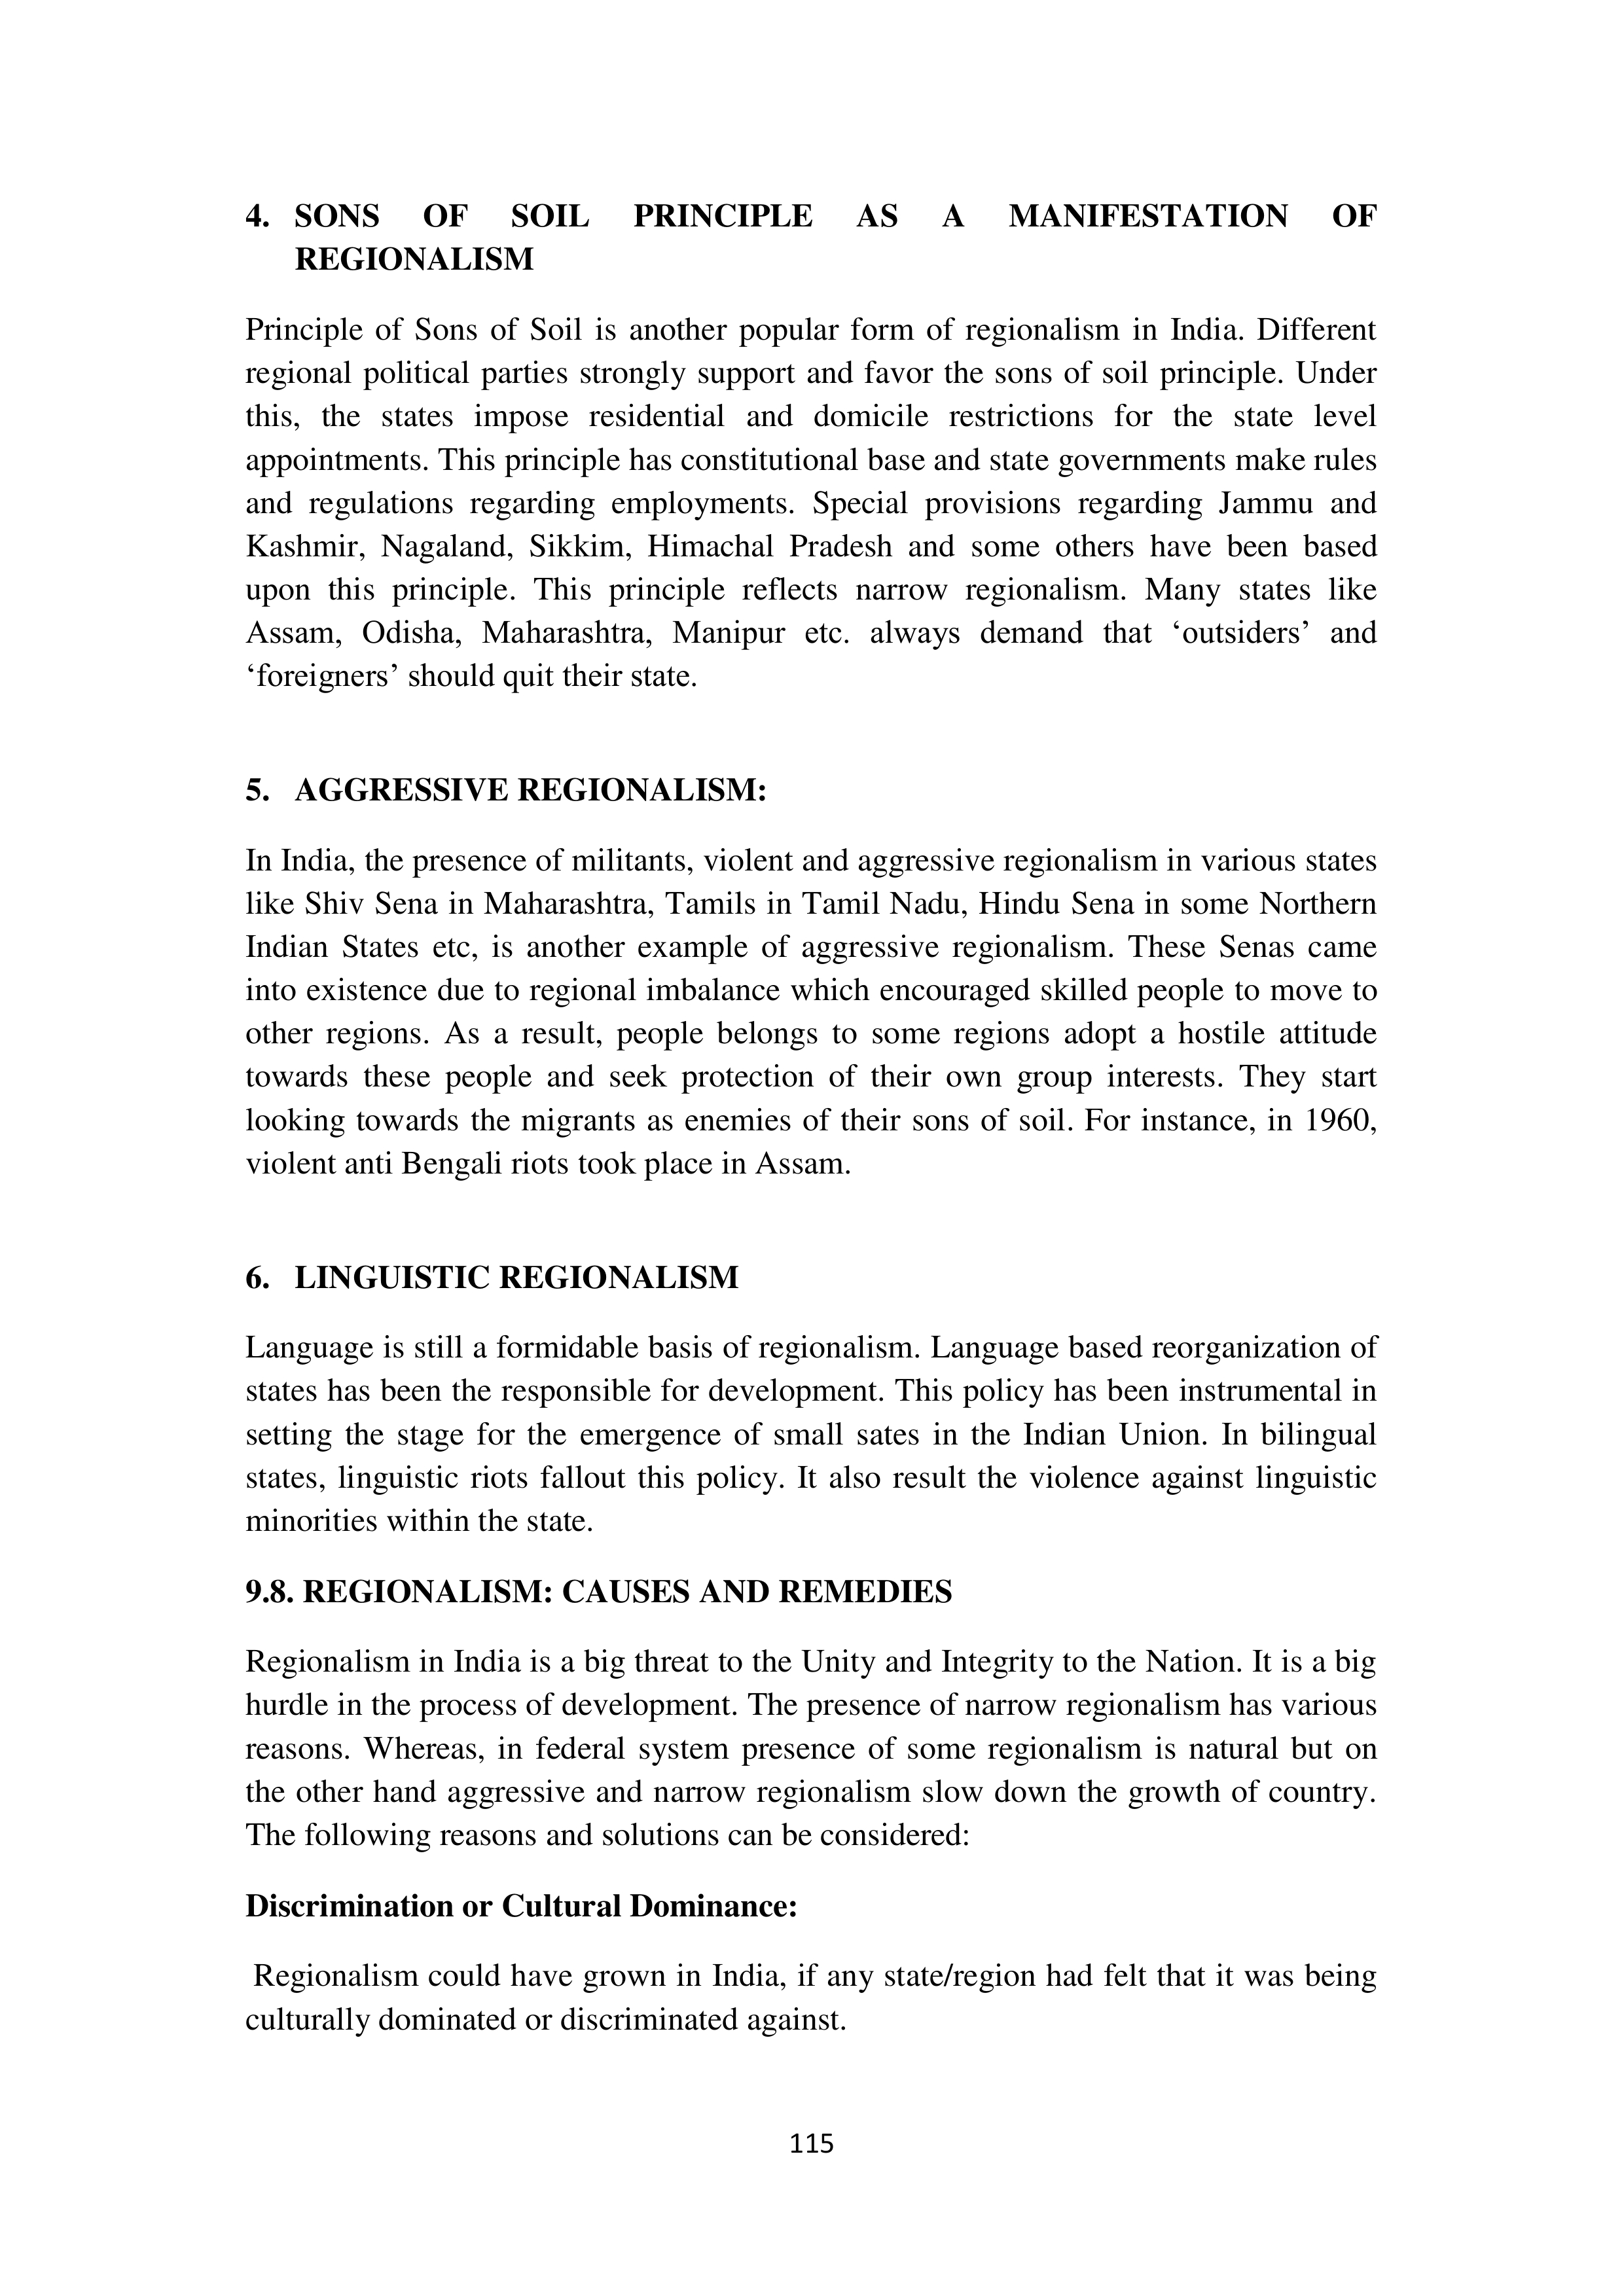 4. SONS OF SOIL PRINCIPLE AS A MANIFESTATION OF
REGIONALISM
Principle of Sons of Soil is another popular form of regionalism in India. Different
regional political parties strongly support and favor the sons of soil principle. Under
this, the states impose residential and domicile restrictions for the state level
appointments. This principle has constitutional base and state governments make rules
and regulations regarding employments. Special provisions regarding Jammu and
Kashmir, Nagaland, Sikkim, Himachal Pradesh and some others have been based
upon this principle. This principle reflects narrow regionalism. Many states like
Assam, Odisha, Maharashtra, Manipur etc. always demand that ‘outsiders’ and
‘foreigners’ should quit their state.
5. AGGRESSIVE REGIONALISM:
In India, the presence of militants, violent and aggressive regionalism in various states
like Shiv Sena in Maharashtra, Tamils in Tamil Nadu, Hindu Sena in some Northern
Indian States etc, is another example of aggressive regionalism. These Senas came
into existence due to regional imbalance which encouraged skilled people to move to
other regions. As a result, people belongs to some regions adopt a hostile attitude
towards these people and seek protection of their own group interests. They start
looking towards the migrants as enemies of their sons of soil. For instance, in 1960,
violent anti Bengali riots took place in Assam.
6. LINGUISTIC REGIONALISM
Language is still a formidable basis of regionalism. Language based reorganization of
states has been the responsible for development. This policy has been instrumental in
setting the stage for the emergence of small sates in the Indian Union. In bilingual
states, linguistic riots fallout this policy. It also result the violence against linguistic
minorities within the state.
9.8. REGIONALISM: CAUSES AND REMEDIES
Regionalism in India is a big threat to the Unity and Integrity to the Nation. It is a big
hurdle in the process of development. The presence of narrow regionalism has various
reasons. Whereas, in federal system presence of some regionalism is natural but on
the other hand aggressive and narrow regionalism slow down the growth of country.
The following reasons and solutions can be considered:
Discrimination or Cultural Dominance:
Regionalism could have grown in India, if any state/region had felt that it was being
culturally dominated or discriminated against.
115